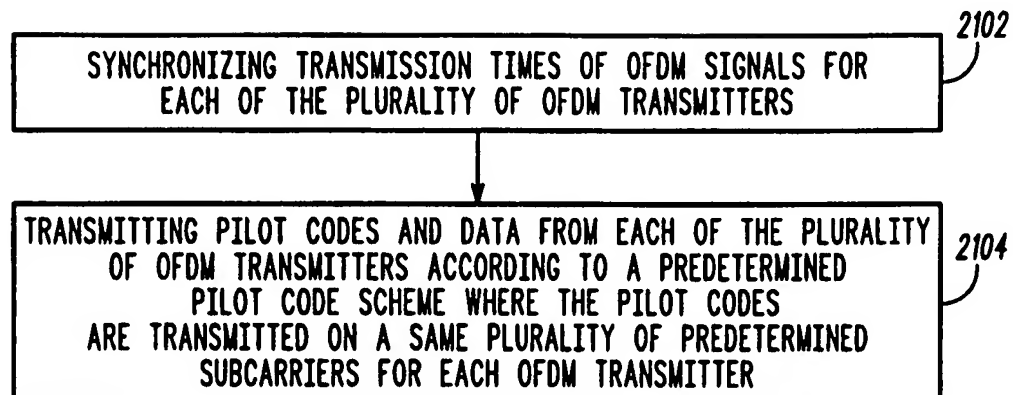 2102
SYNCHRONIZING TRANSMISSION TIMES OF OFDM SIGNALS FOR
EACH OF THE PLURALITY OF OFDM TRANSMITTERS
TRANSMITTING PILOT CODES AND DATA FROM EACH OF THE PLURALITY
OF OFDM TRANSMITTERS ACCORDING TO A PREDETERMINED
2104
PILOT CODE SCHEME WHERE THE PILOT CODES
ARE TRANSMITTED ON A SAME PLURALITY OF PREDETERMINED
SUBCARRIERS FOR EACH OFDM TRANSMITTER